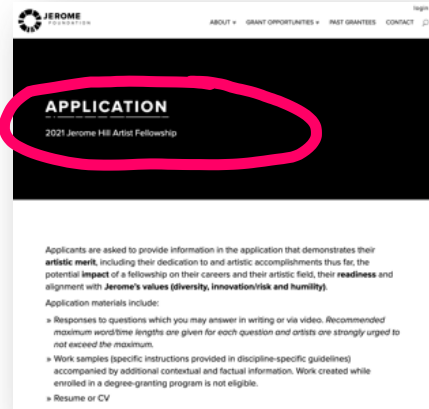 login
JEROME
FOUNDATION
ABOUT ▾ GRANT OPPORTUNITIES ▾ PAST GRANTEES CONTACT
APPLICATION
2021 Jerome Hill Artist Fellowship
Applicants are asked to provide information in the application that demonstrates their
artistic merit, including their dedication to and artistic accomplishments thus far, the
potential impact of a fellowship on their careers and their artistic field, their readiness and
alignment with Jerome's values (diversity, innovation/risk and humility).
Application materials include:
» Responses to questions which you may answer in writing or via video. Recommended
maximum word/time lengths are given for each question and artists are strongly urged to
not exceed the maximum.
» Work samples (specific instructions provided in discipline-specific guidelines)
accompanied by additional contextual and factual information. Work created while
enrolled in a degree-granting program is not eligible.
» Resume or CV